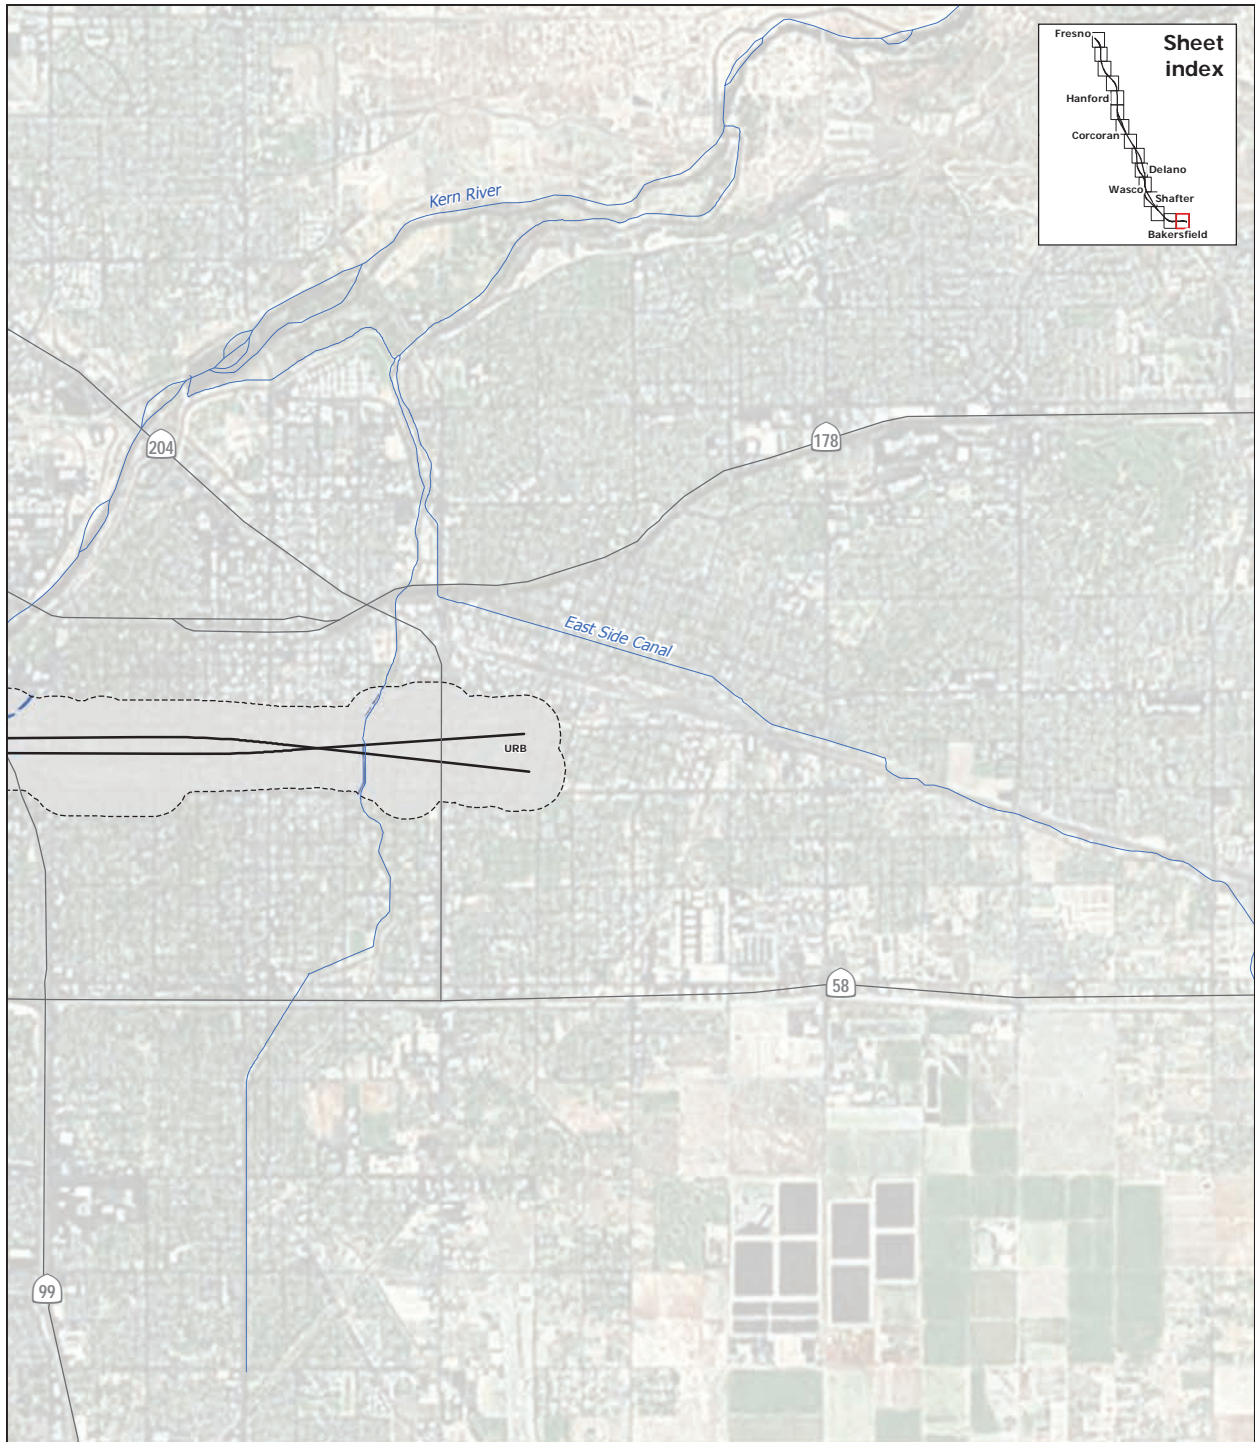 Sheet
index
Fresno
Hanford
Corcoran
Delano
Wasco
Shafter
Bakersfield
Kern River
204
178
East Side Canal
URB
58
99